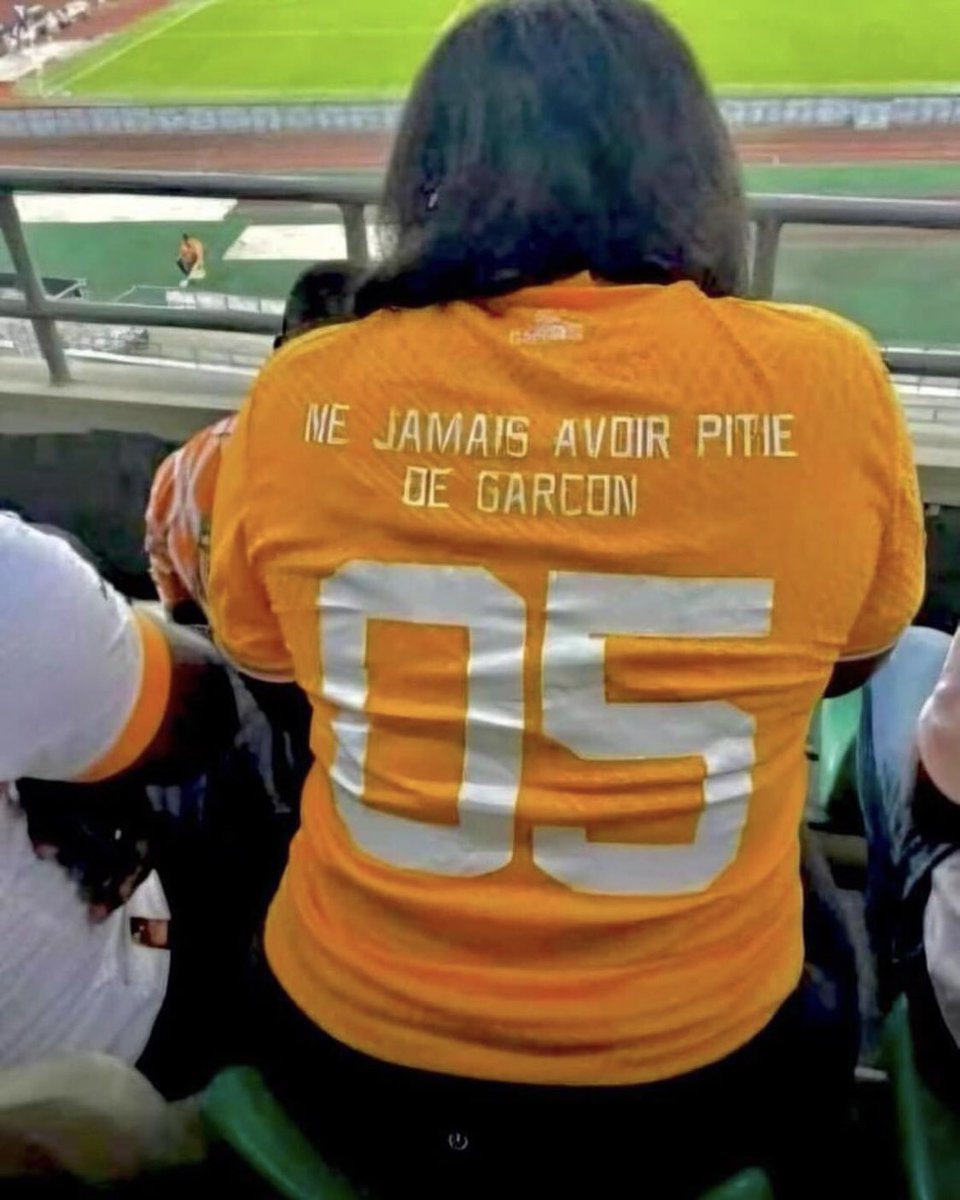 NE JAMAIS AVOIR PITIE
DE GARCON
05